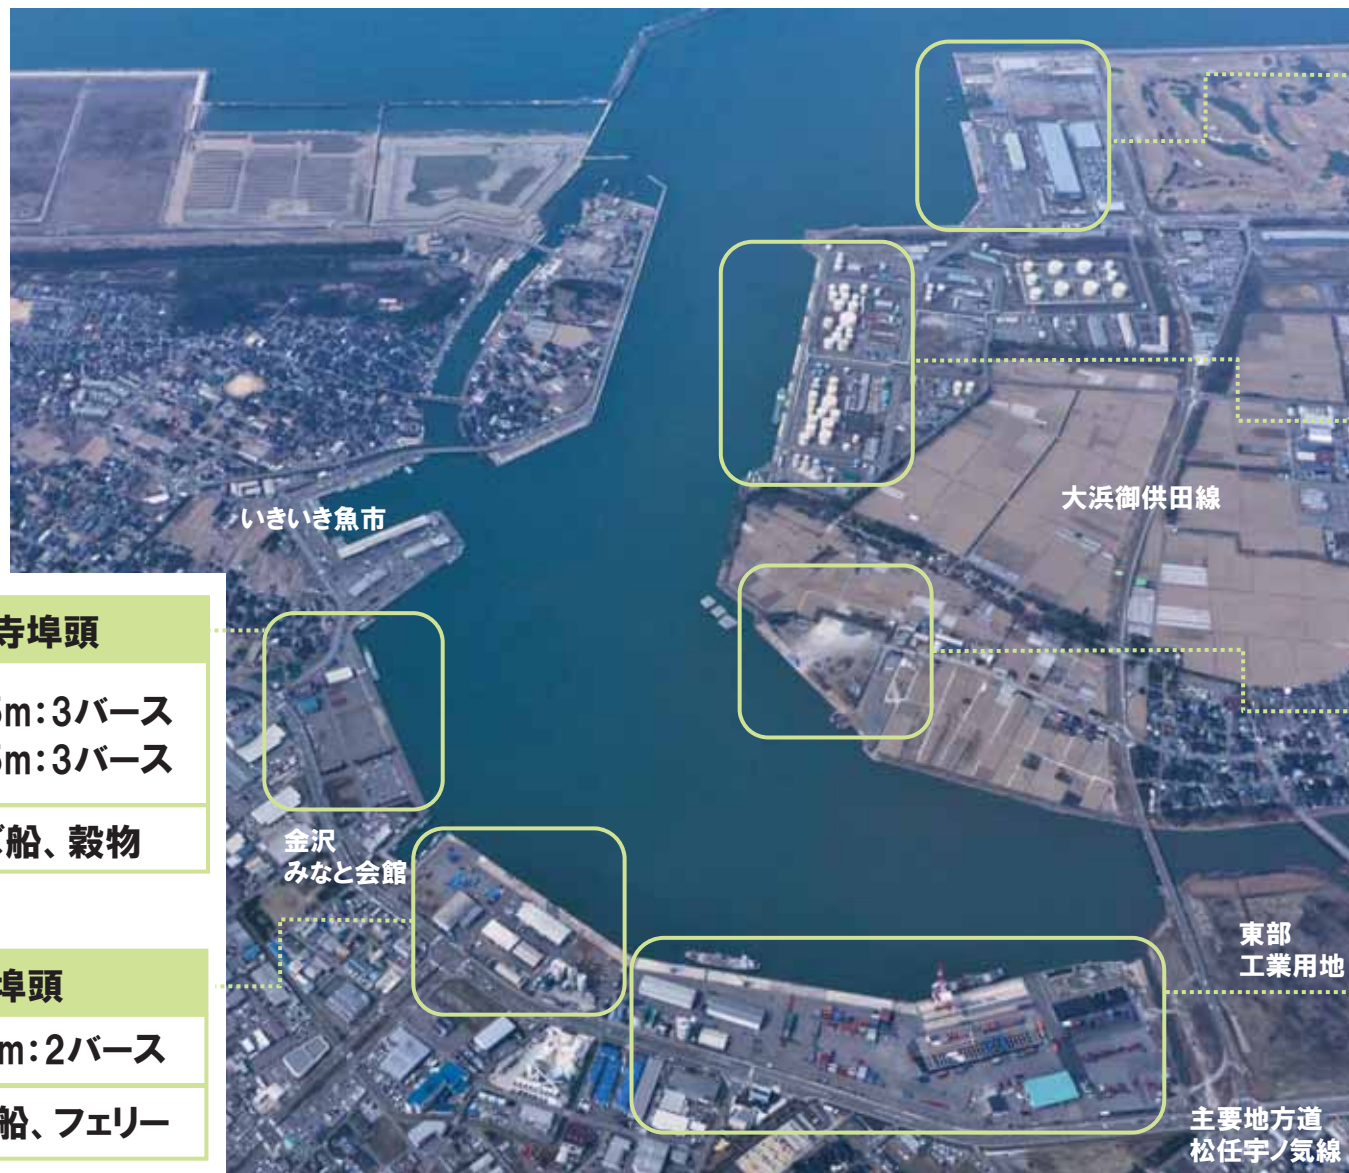 いきいき魚市
大浜御供田線
寺埠頭
5m：3バース
5m：3バース
船、穀物
金沢
みなと会館
埠頭
m：2バース
船、フェリー
東部
工業用地
主要地方道
松任宇ノ気線